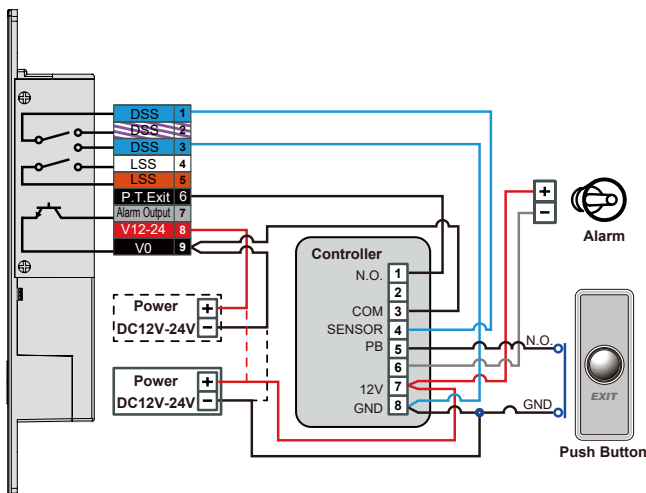 DSS 1
DSS 2
DSS 3
LSS 4
LSS 5
P.T.Exit 6
Alarm Output 7
V12-24 8
V0 9
Power
DC12V-24V
+
−
Power
DC12V-24V
+
−
Controller
N.O. 1
2
COM 3
SENSOR 4
PB 5
6
12V 7
GND 8
+
−
Alarm
N.O.
GND
EXIT
Push Button